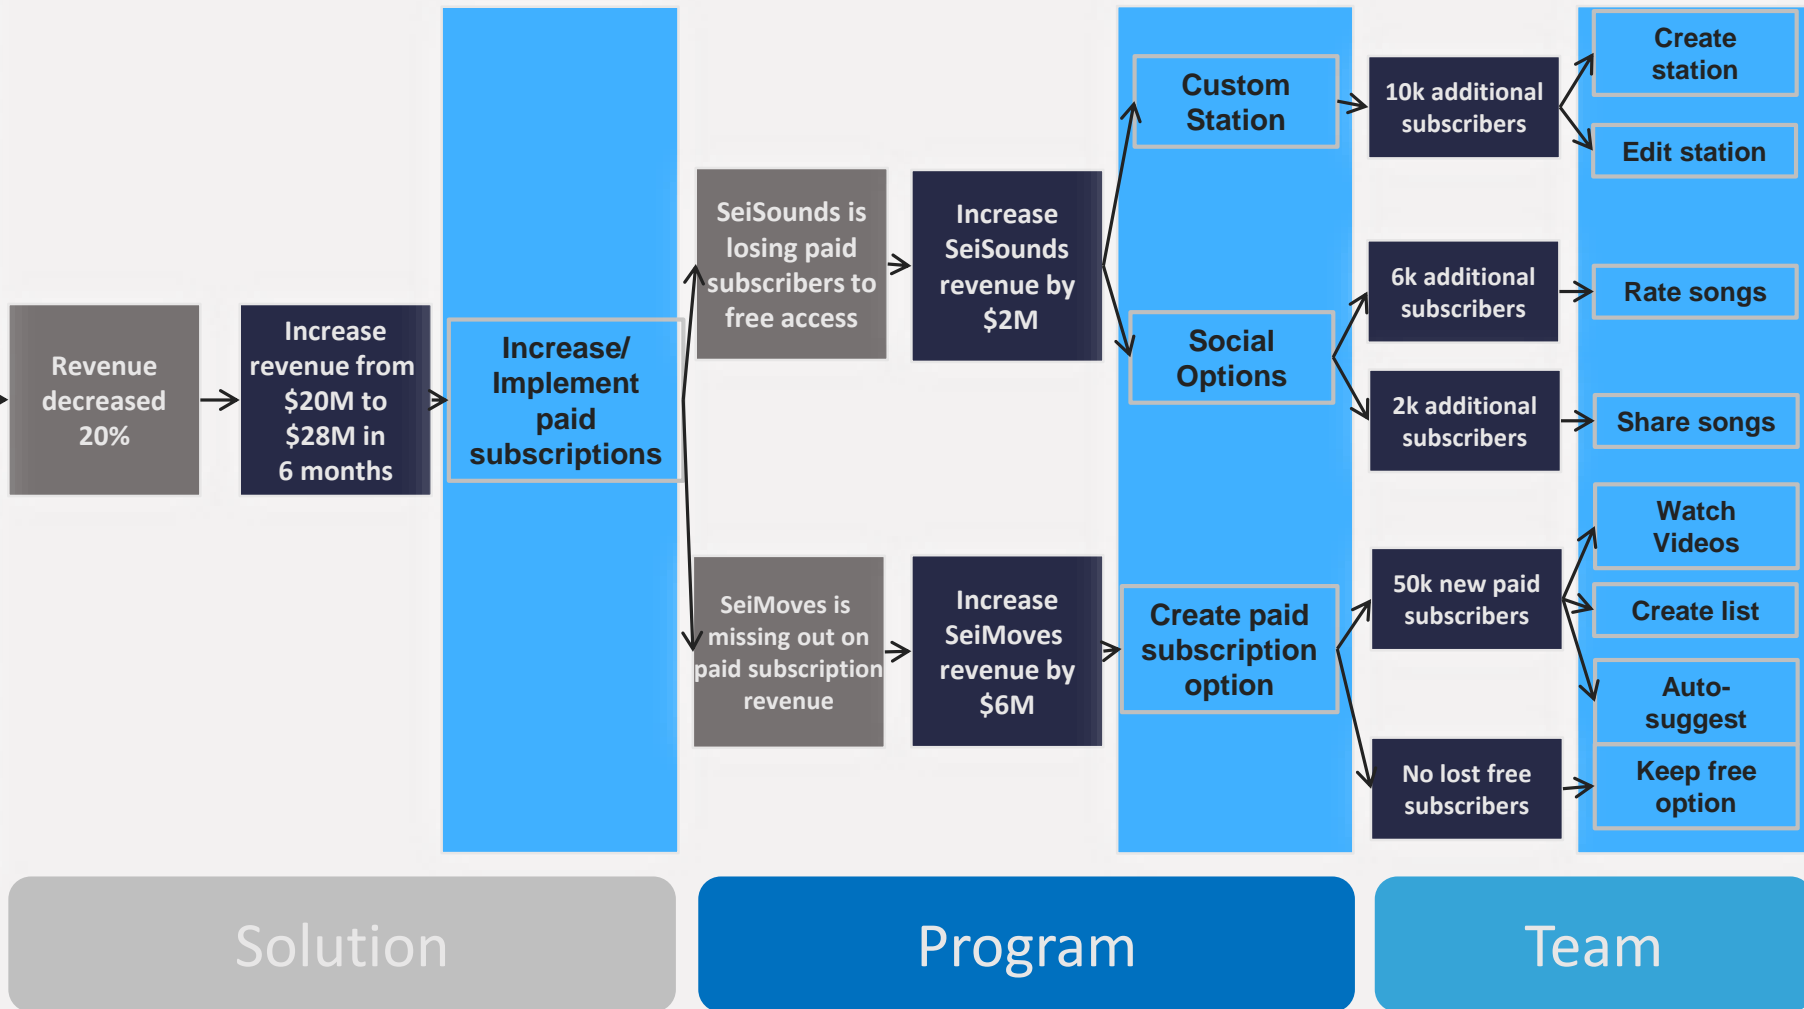 Revenue
decreased
20%
Increase
revenue from
$20M to
$28M in
6 months
Increase/
Implement
paid
subscriptions
SeiSounds is
losing paid
subscribers to
free access
Increase
SeiSounds
revenue by
$2M
SeiMoves is
missing out on
paid subscription
revenue
Increase
SeiMoves
revenue by
$6M
Custom
Station
Social
Options
Create paid
subscription
option
10k additional
subscribers
6k additional
subscribers
2k additional
subscribers
50k new paid
subscribers
No lost free
subscribers
Create
station
Edit station
Rate songs
Share songs
Watch
Videos
Create list
Auto-
suggest
Keep free
option
Solution
Program
Team